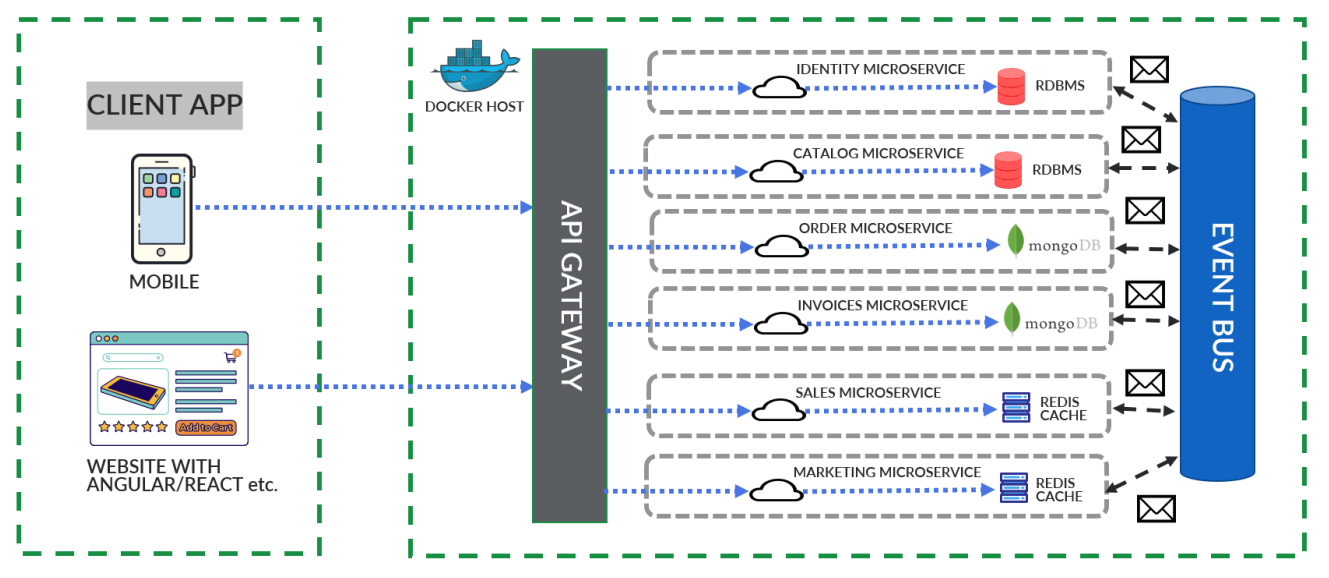 CLIENT APP
MOBILE
Add to Cart
WEBSITE WITH
ANGULAR/REACT etc.
DOCKER HOST
API GATEWAY
IDENTITY MICROSERVICE
RDBMS
CATALOG MICROSERVICE
RDBMS
ORDER MICROSERVICE
mongoDB
INVOICES MICROSERVICE
mongoDB
SALES MICROSERVICE
REDIS
CACHE
MARKETING MICROSERVICE
REDIS
CACHE
EVENT BUS